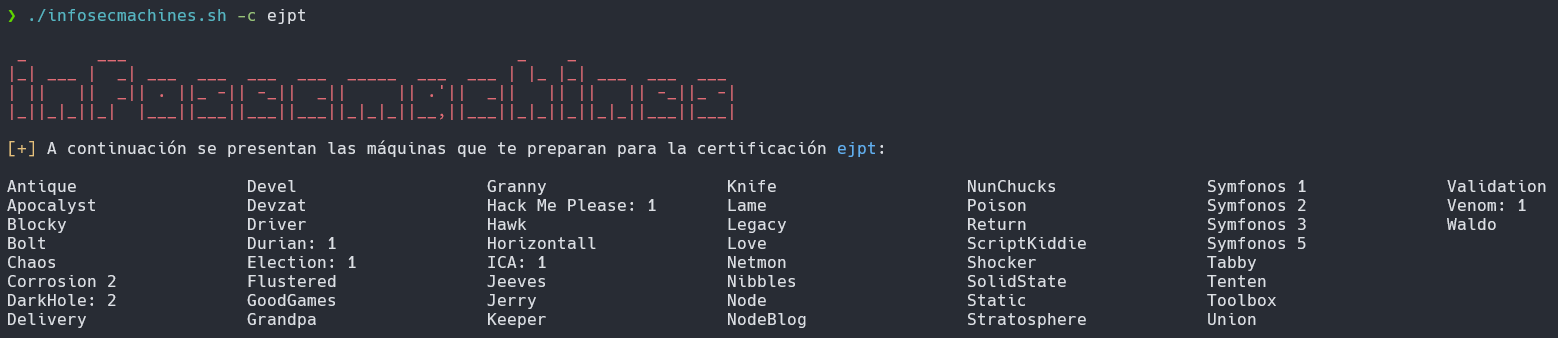 ❯ ./infosecmachines.sh -c ejpt
infosecmachines
[+] A continuación se presentan las máquinas que te preparan para la certificación ejpt:
Antique Devel Granny Knife NunChucks Symfonos 1 Validation
Apocalyst Devzat Hack Me Please: 1 Lame Poison Symfonos 2 Venom: 1
Blocky Driver Hawk Legacy Return Symfonos 3 Waldo
Bolt Durian: 1 Horizontall Love ScriptKiddie Symfonos 5
Chaos Election: 1 ICA: 1 Netmon Shocker Tabby
Corrosion 2 Flustered Jeeves Nibbles SolidState Tenten
DarkHole: 2 GoodGames Jerry Node Static Toolbox
Delivery Grandpa Keeper NodeBlog Stratosphere Union